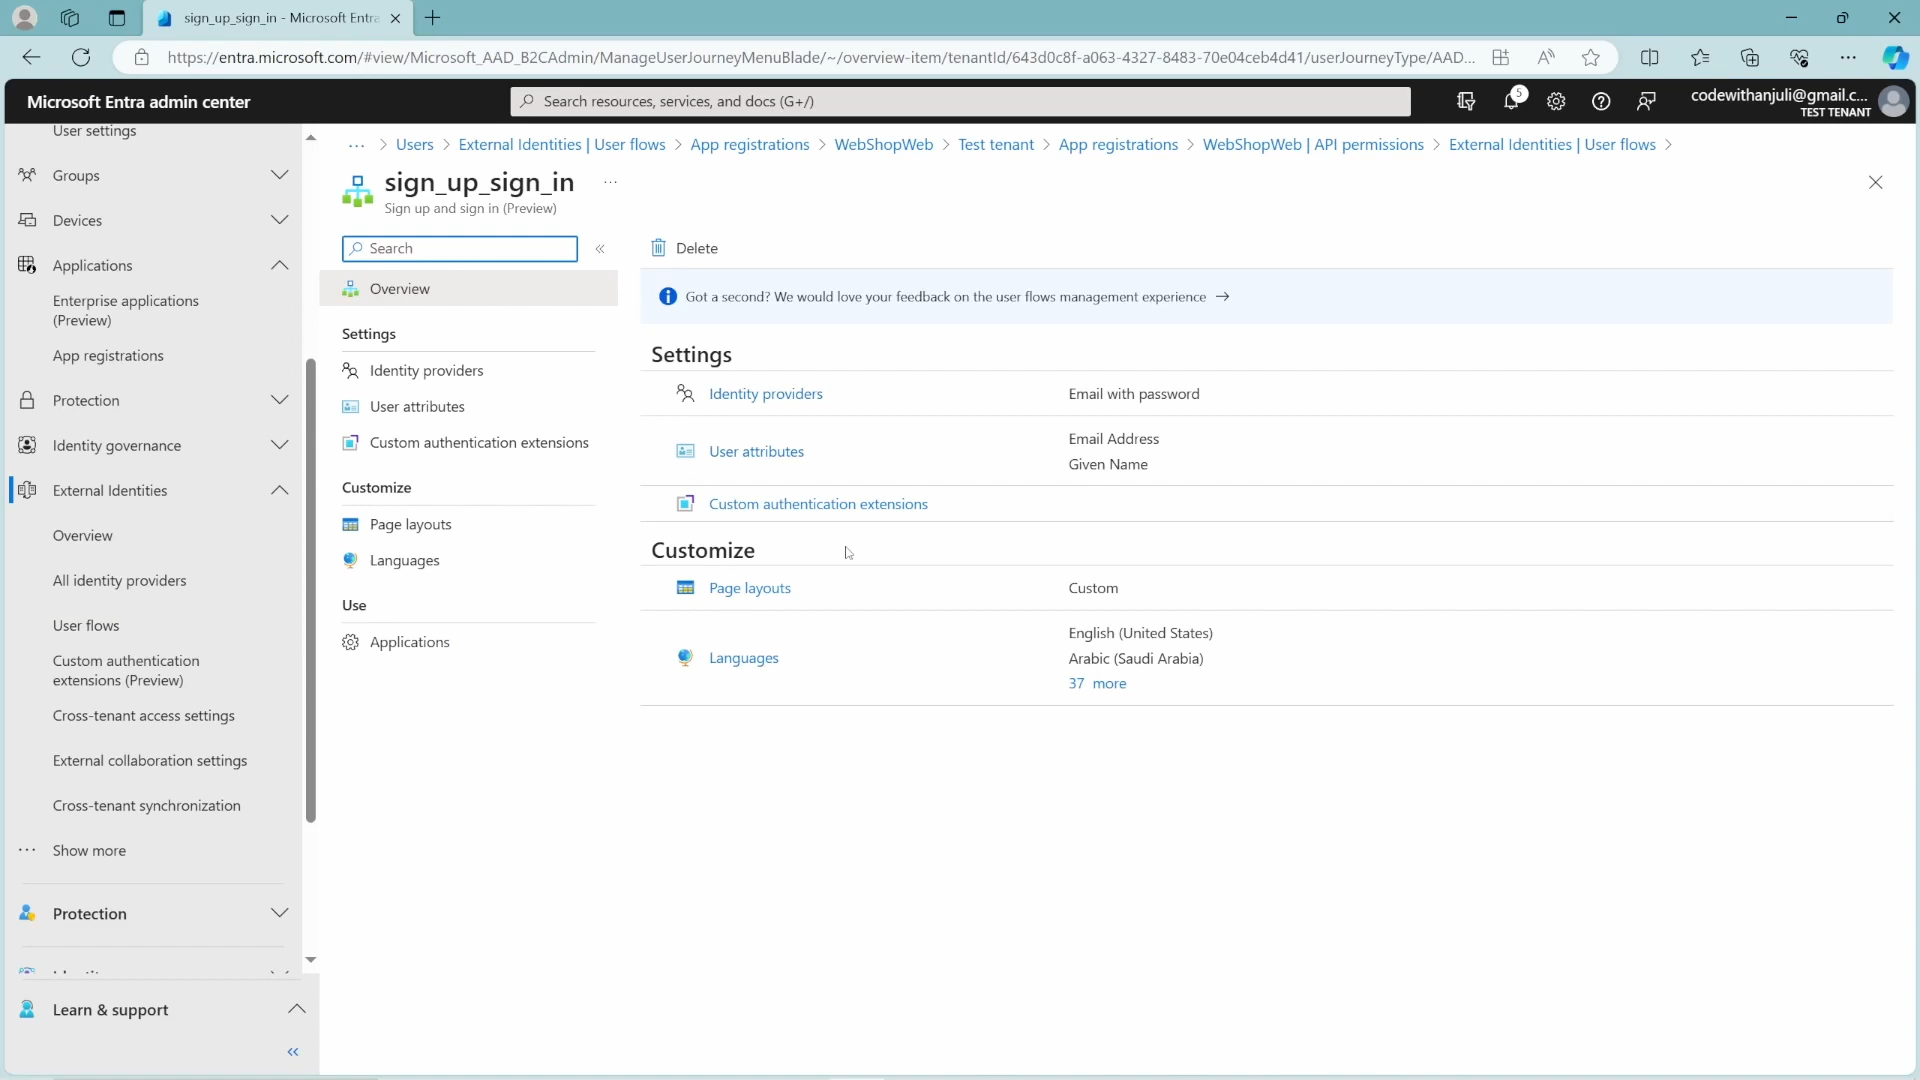 sign_up_sign_in - Microsoft Entra
https://entra.microsoft.com/#view/Microsoft_AAD_B2CAdmin/ManageUserJourneyMenuBlade/~/overview-item/tenantId/643d0c8f-a063-4327-8483-70e04ceb4d41/userJourneyType/AAD...
Microsoft Entra admin center
Search resources, services, and docs (G+/)
5
codewithanjuli@gmail.c...
TEST TENANT
User settings
Groups
Devices
Applications
Enterprise applications
(Preview)
App registrations
Protection
Identity governance
External Identities
Overview
All identity providers
User flows
Custom authentication
extensions (Preview)
Cross-tenant access settings
External collaboration settings
Cross-tenant synchronization
Show more
Protection
Learn & support
... > Users > External Identities | User flows > App registrations > WebShopWeb > Test tenant > App registrations > WebShopWeb | API permissions > External Identities | User flows >
sign_up_sign_in ...
Sign up and sign in (Preview)
Search
Overview
Settings
Identity providers
User attributes
Custom authentication extensions
Customize
Page layouts
Languages
Use
Applications
Delete
Got a second? We would love your feedback on the user flows management experience →
Settings
Identity providers Email with password
User attributes Email Address
Given Name
Custom authentication extensions
Customize
Page layouts Custom
Languages English (United States)
Arabic (Saudi Arabia)
37 more